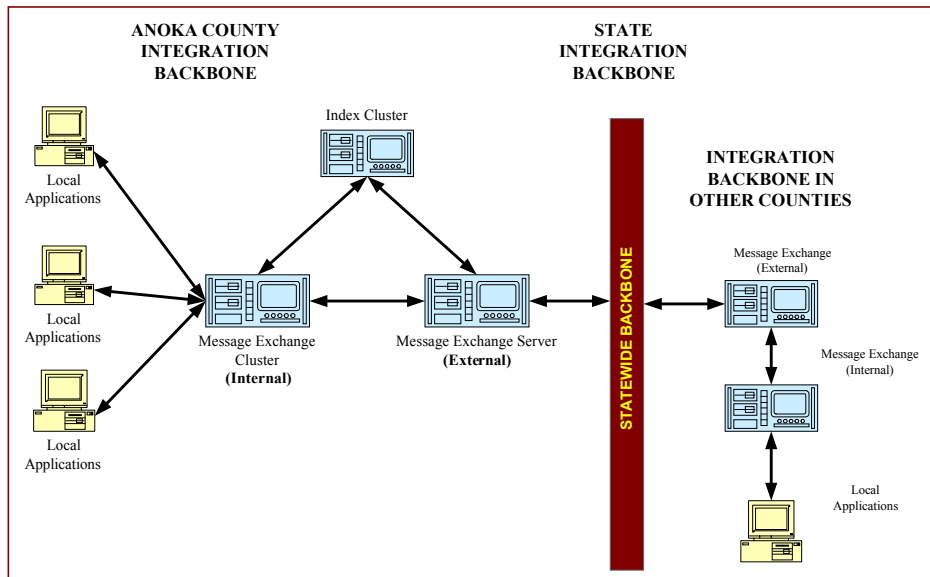 ANOKA COUNTY
INTEGRATION
BACKBONE
STATE
INTEGRATION
BACKBONE
Index Cluster
INTEGRATION
BACKBONE IN
OTHER COUNTIES
Local
Applications
Local
Applications
Local
Applications
Message Exchange
Cluster
(Internal)
Message Exchange Server
(External)
STATEWIDE BACKBONE
Message Exchange
(External)
Message Exchange
(Internal)
Local
Applications